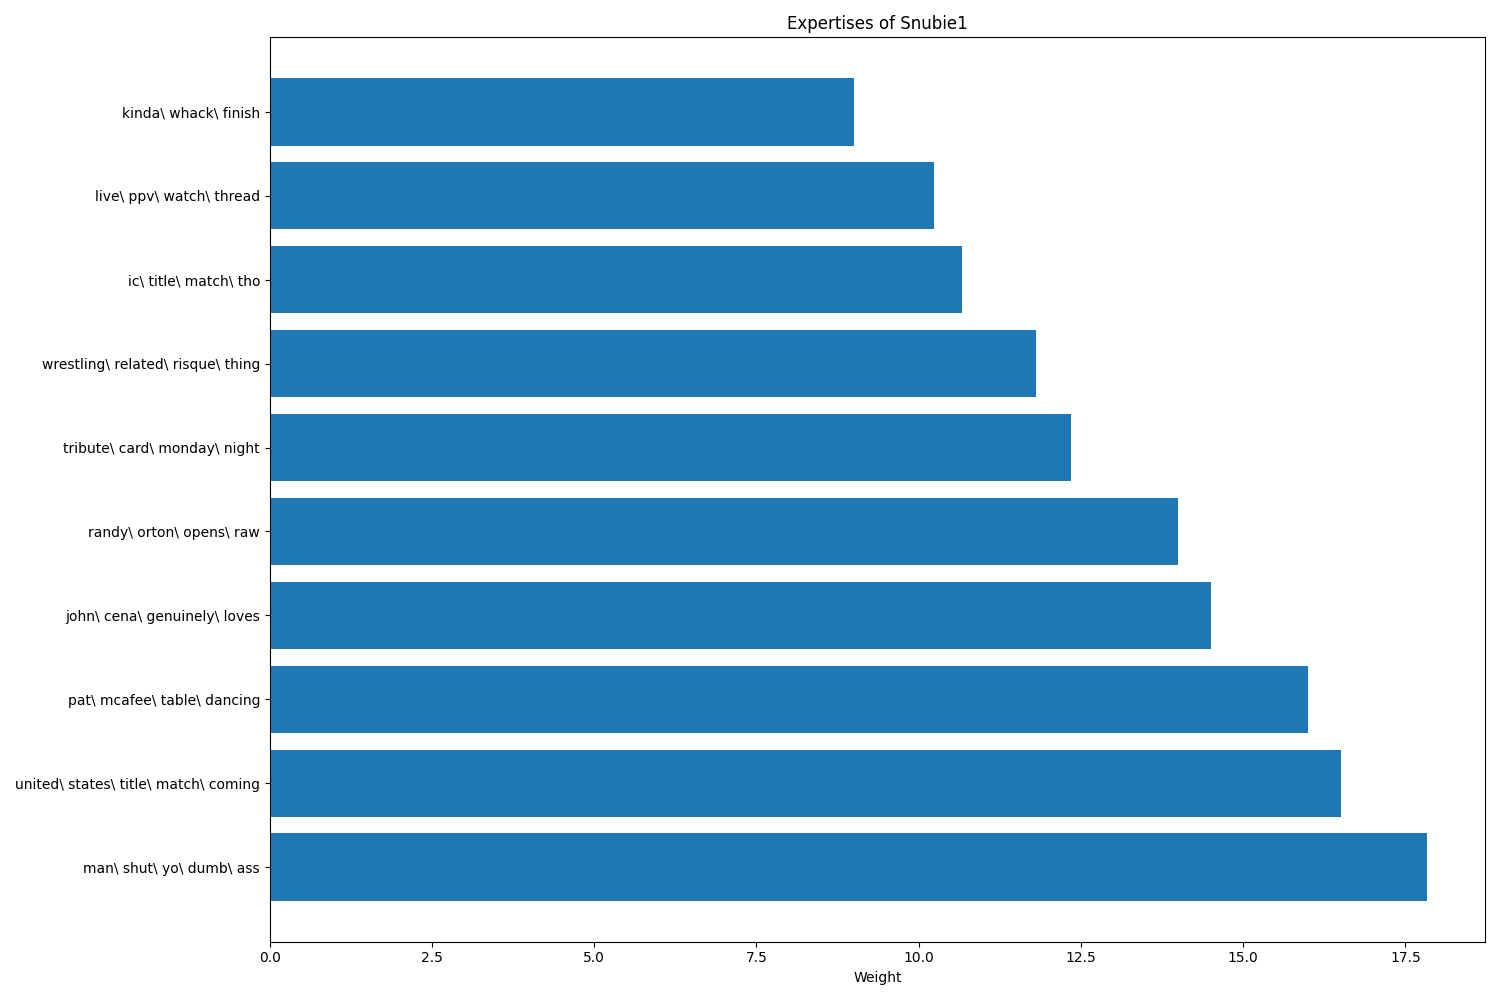 Expertises of Snubie1
kinda\ whack\ finish
live\ ppv\ watch\ thread
ic\ title\ match\ tho
wrestling\ related\ risque\ thing
tribute\ card\ monday\ night
randy\ orton\ opens\ raw
john\ cena\ genuinely\ loves
pat\ mcafee\ table\ dancing
united\ states\ title\ match\ coming
man\ shut\ yo\ dumb\ ass
0.0 2.5 5.0 7.5 10.0 12.5 15.0 17.5
Weight